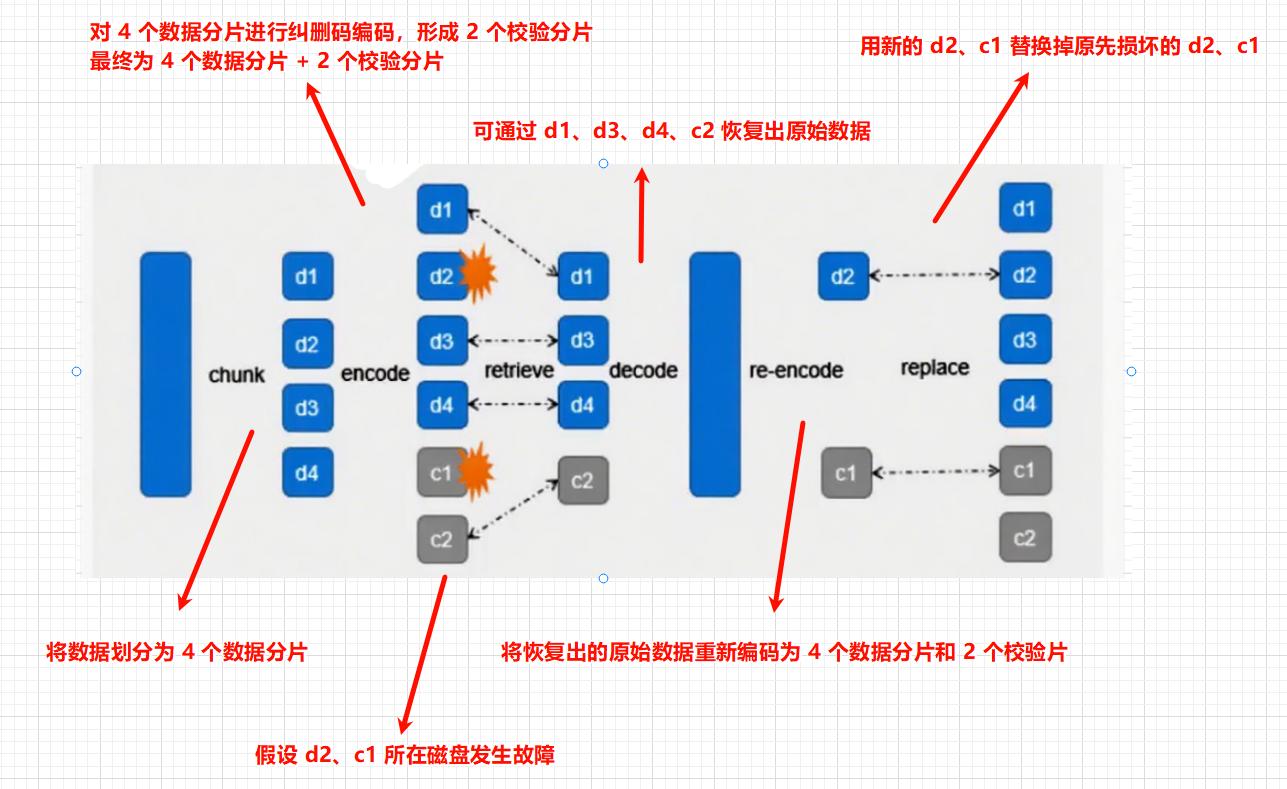 对 4 个数据分片进行纠删码编码，形成 2 个校验分片
最终为 4 个数据分片 + 2 个校验分片
用新的 d2、c1 替换掉原先损坏的 d2、c1
可通过 d1、d3、d4、c2 恢复出原始数据
chunk
d1
d2
d3
d4
encode
d1
d2
d3
d4
c1
c2
retrieve
d1
d3
d4
c2
decode
re-encode
d2
c1
replace
d1
d2
d3
d4
c1
c2
将数据划分为 4 个数据分片
将恢复出的原始数据重新编码为 4 个数据分片和 2 个校验片
假设 d2、c1 所在磁盘发生故障